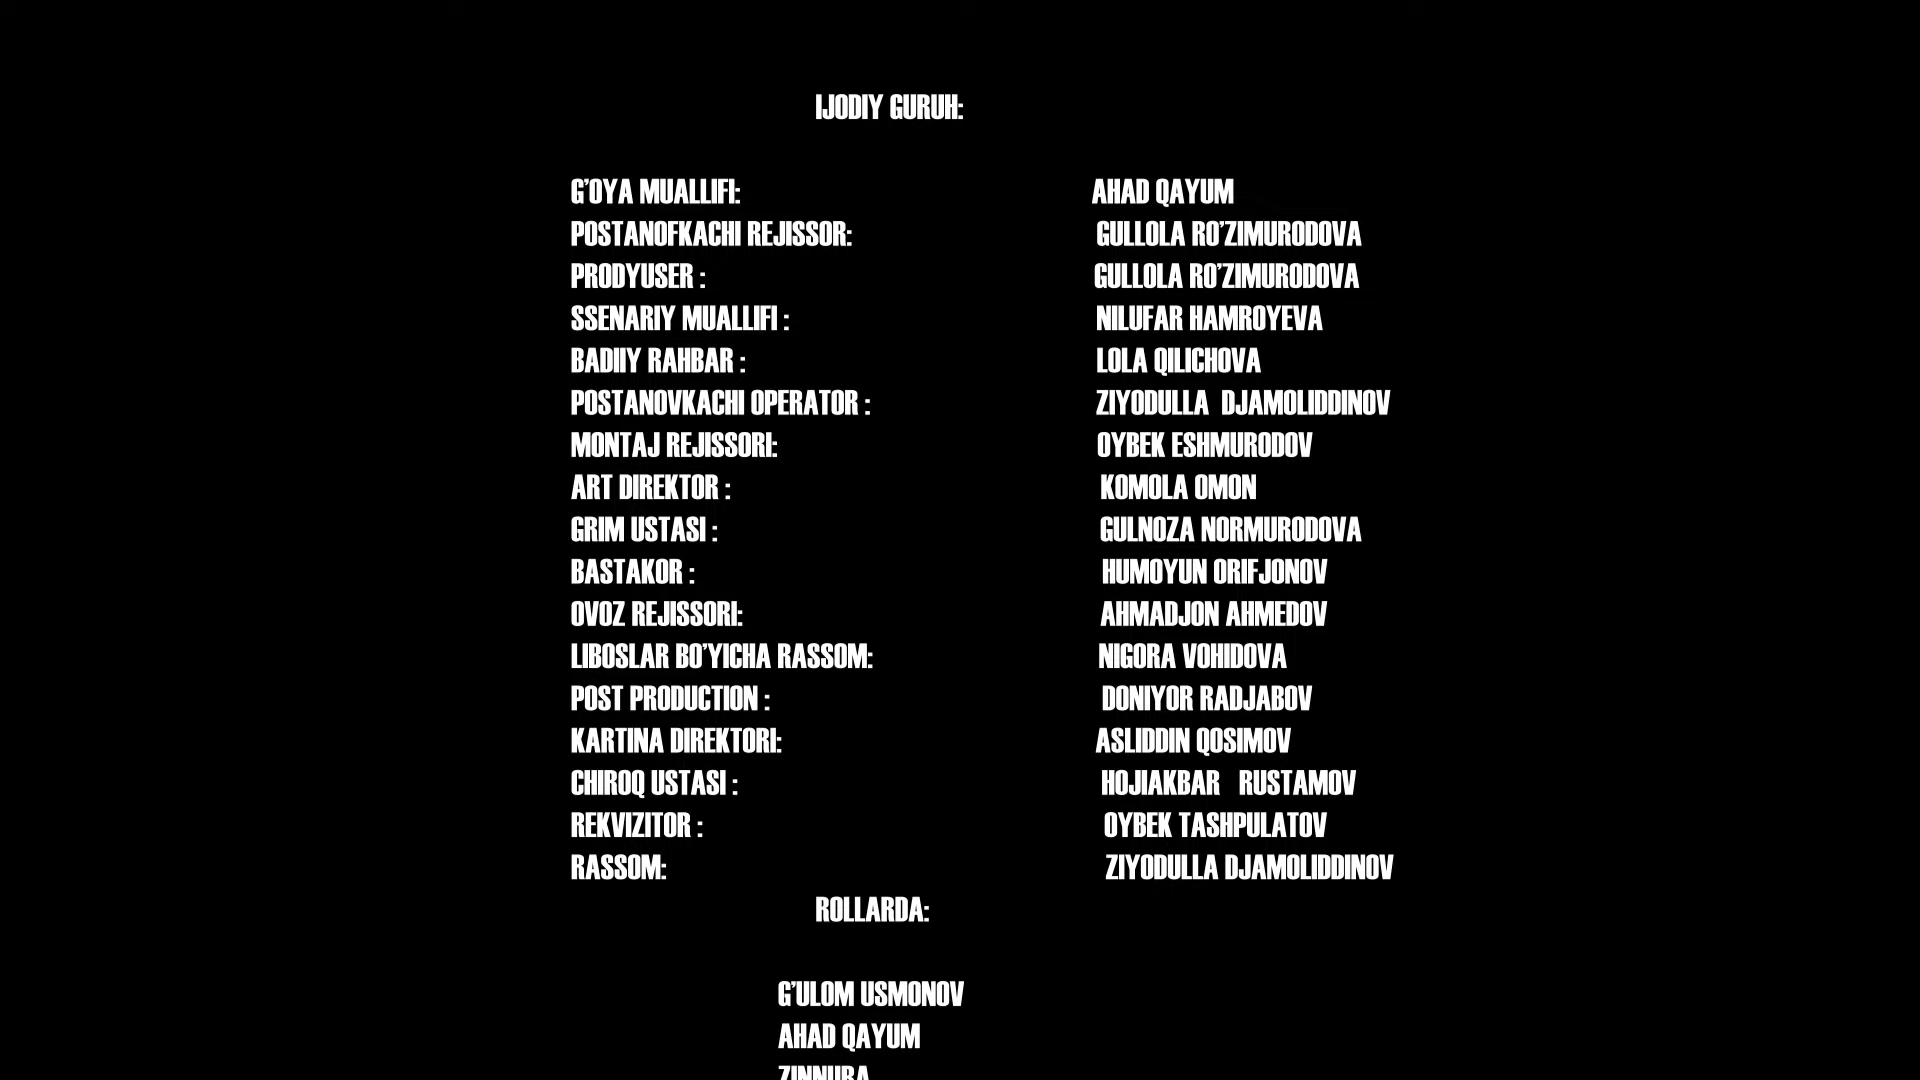 IJODIY GURUH:
G'OYA MUALLIFI: AHAD QAYUM
POSTANOFKACHI REJISSOR: GULLOLA RO'ZIMURODOVA
PRODYUSER : GULLOLA RO'ZIMURODOVA
SSENARIY MUALLIFI : NILUFAR HAMROYEVA
BADIIY RAHBAR : LOLA QILICHOVA
POSTANOVKACHI OPERATOR : ZIYODULLA DJAMOLIDDINOV
MONTAJ REJISSORI: OYBEK ESHMURODOV
ART DIREKTOR : KOMOLA OMON
GRIM USTASI : GULNOZA NORMURODOVA
BASTAKOR : HUMOYUN ORIFJONOV
OVOZ REJISSORI: AHMADJON AHMEDOV
LIBOSLAR BO'YICHA RASSOM: NIGORA VOHIDOVA
POST PRODUCTION : DONIYOR RADJABOV
KARTINA DIREKTORI: ASLIDDIN QOSIMOV
CHIROQ USTASI : HOJIAKBAR RUSTAMOV
REKVIZITOR : OYBEK TASHPULATOV
RASSOM: ZIYODULLA DJAMOLIDDINOV
ROLLARDA:
G'ULOM USMONOV
AHAD QAYUM